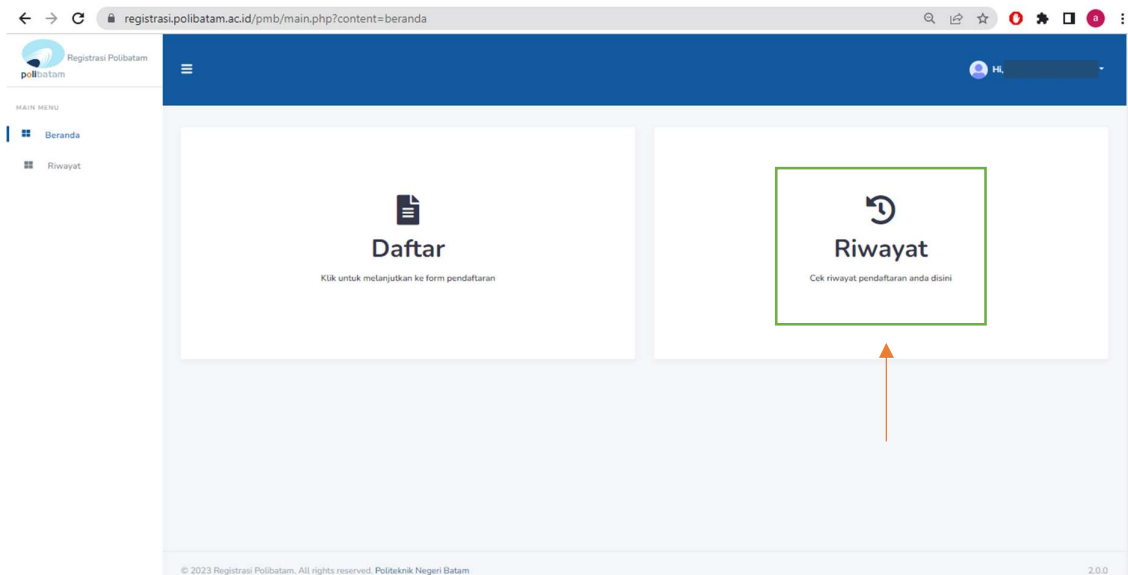 registrasi.polibatam.ac.id/pmb/main.php?content=beranda
a
Registrasi Polibatam
polibatam
Hi,
MAIN MENU
Beranda
Riwayat
Daftar
Klik untuk melanjutkan ke form pendaftaran
Riwayat
Cek riwayat pendaftaran anda disini
© 2023 Registrasi Polibatam. All rights reserved. Politeknik Negeri Batam
2.0.0